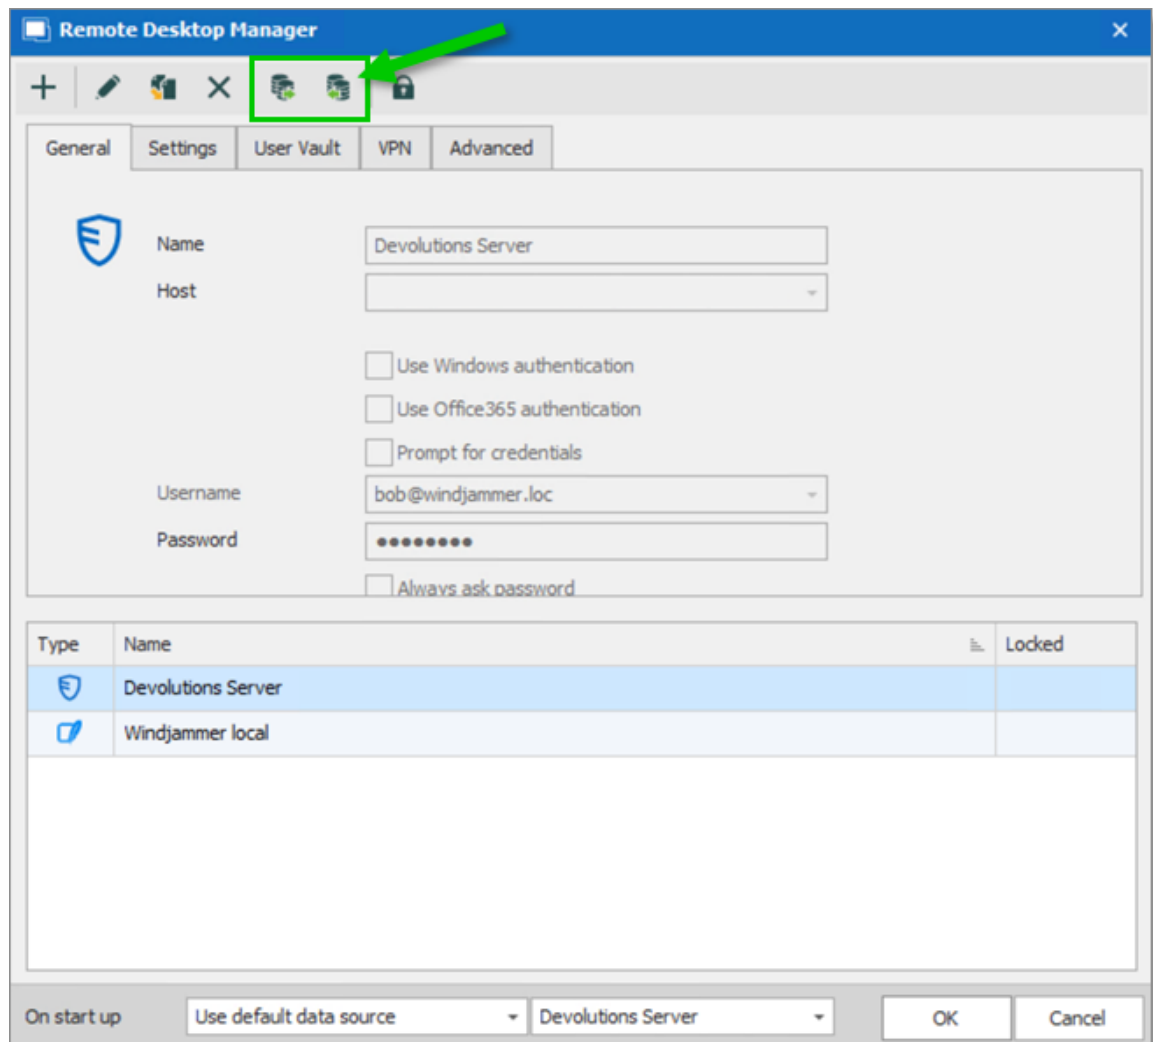 Remote Desktop Manager
General Settings User Vault VPN Advanced
Name Devolutions Server
Host
Use Windows authentication
Use Office365 authentication
Prompt for credentials
Username bob@windjammer.loc
Password ••••••••
Always ask password
Type Name Locked
Devolutions Server
Windjammer local
On start up Use default data source Devolutions Server OK Cancel